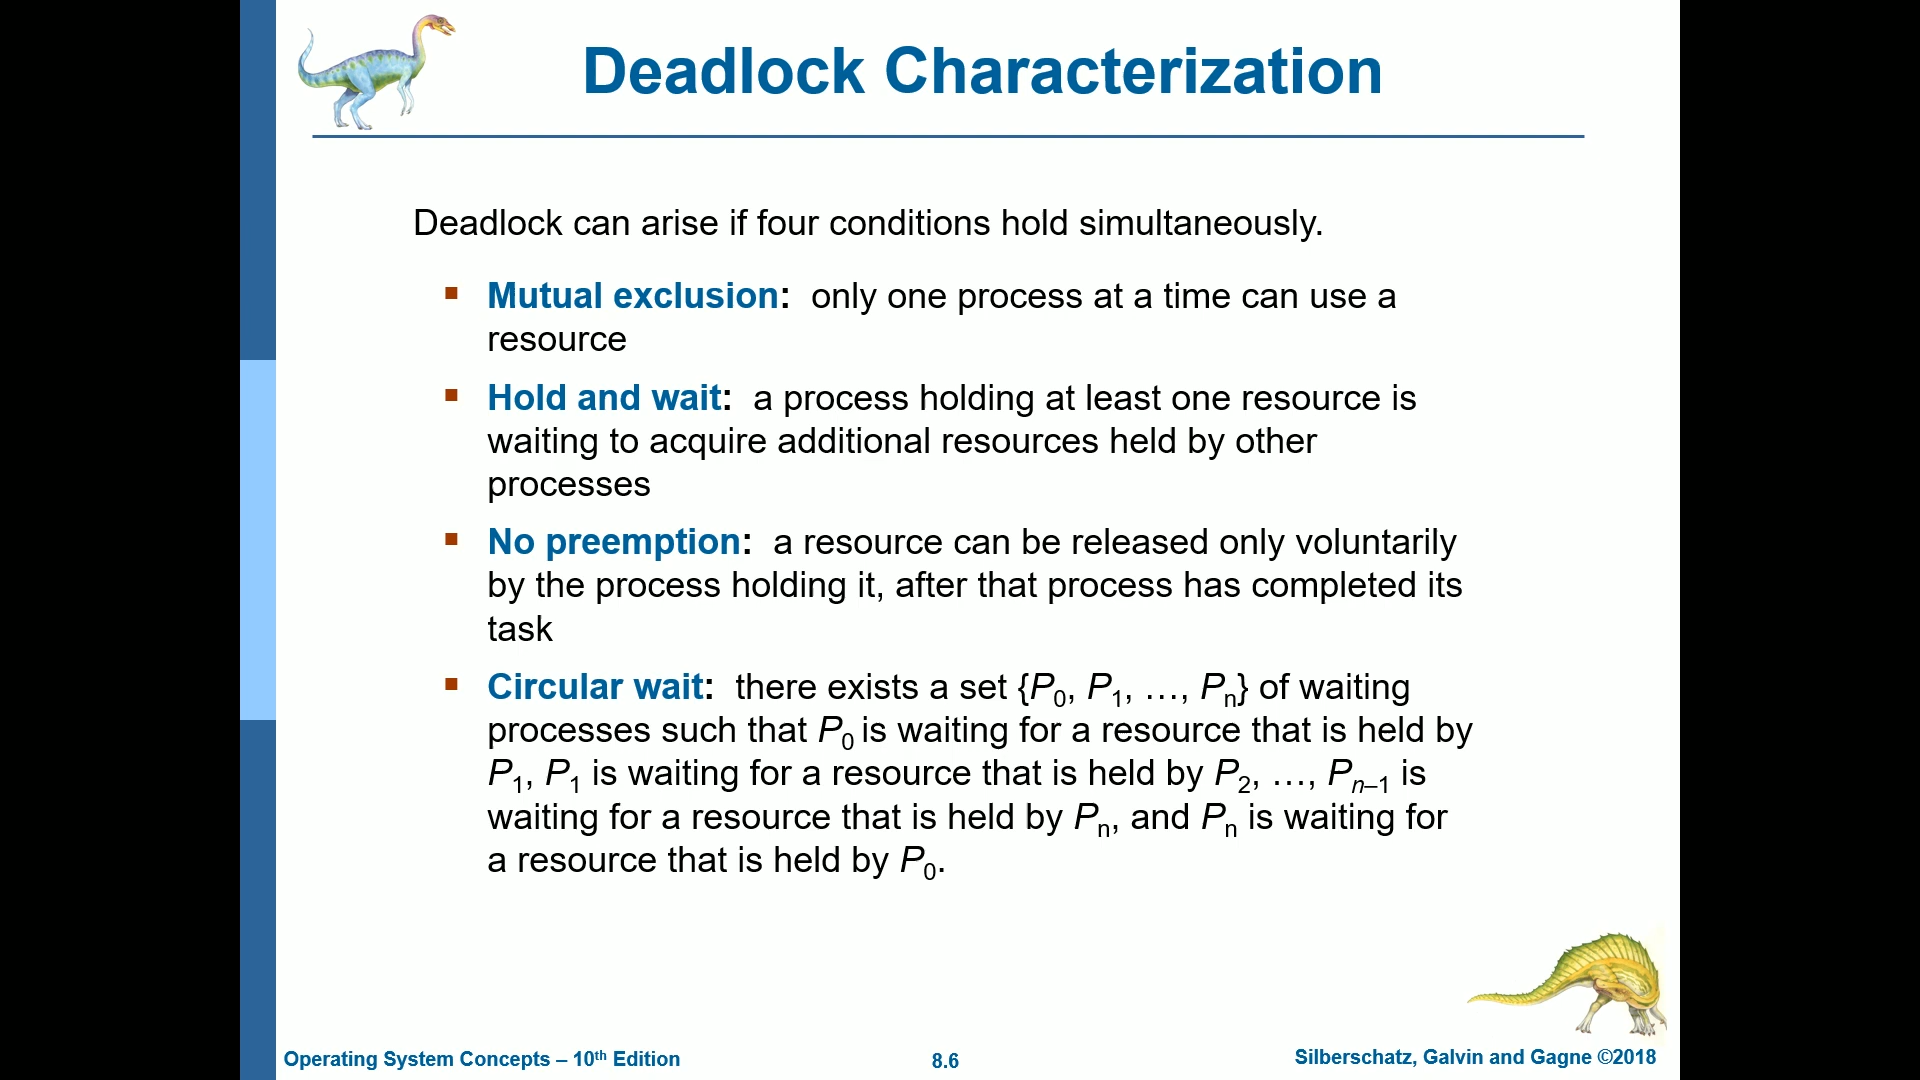 Deadlock Characterization
Deadlock can arise if four conditions hold simultaneously.
▪ Mutual exclusion: only one process at a time can use a
resource
▪ Hold and wait: a process holding at least one resource is
waiting to acquire additional resources held by other
processes
▪ No preemption: a resource can be released only voluntarily
by the process holding it, after that process has completed its
task
▪ Circular wait: there exists a set {P0, P1, …, Pn} of waiting
processes such that P0 is waiting for a resource that is held by
P1, P1 is waiting for a resource that is held by P2, …, Pn–1 is
waiting for a resource that is held by Pn, and Pn is waiting for
a resource that is held by P0.
Operating System Concepts – 10th Edition
8.6
Silberschatz, Galvin and Gagne ©2018